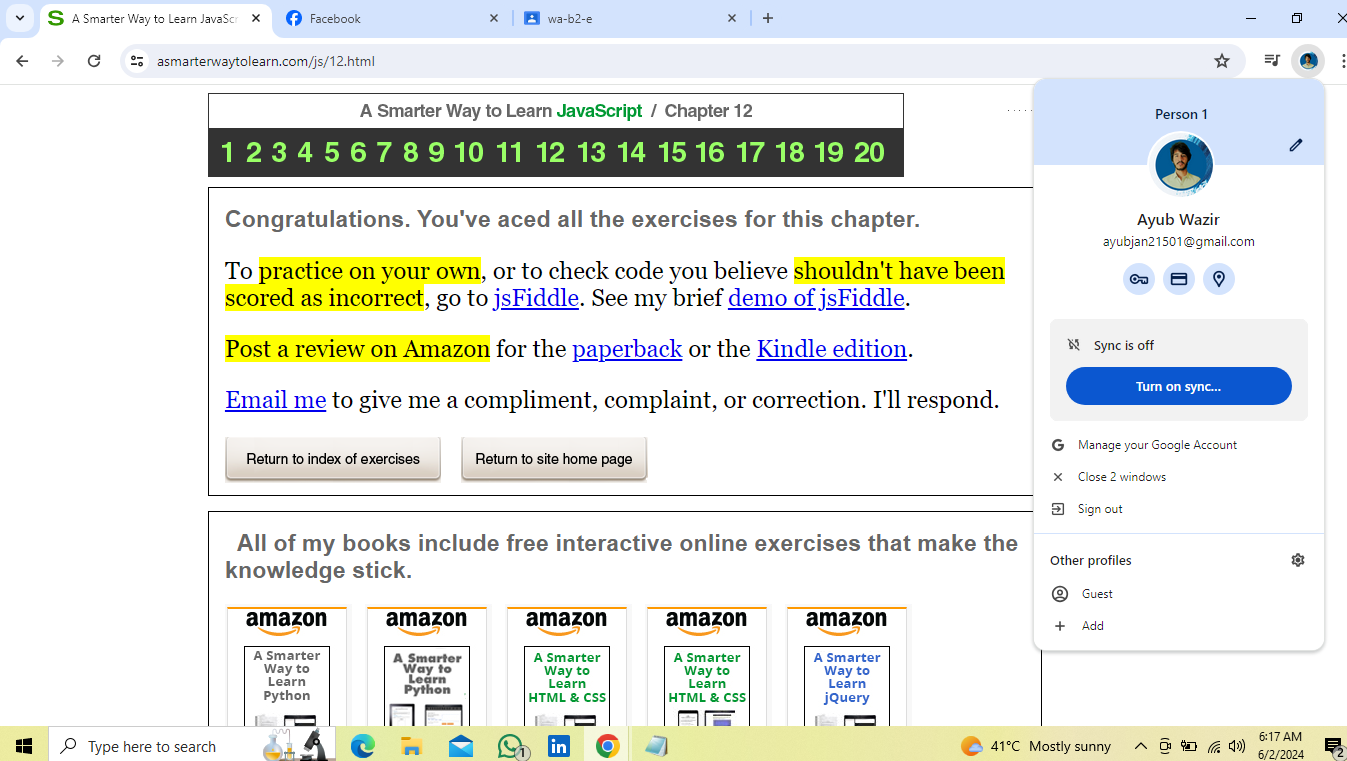 A Smarter Way to Learn JavaScr
Facebook
wa-b2-e
asmarterwaytolearn.com/js/12.html
A Smarter Way to Learn JavaScript / Chapter 12
1 2 3 4 5 6 7 8 9 10 11 12 13 14 15 16 17 18 19 20
Congratulations. You've aced all the exercises for this chapter.
To practice on your own, or to check code you believe shouldn't have been
scored as incorrect, go to jsFiddle. See my brief demo of jsFiddle.
Post a review on Amazon for the paperback or the Kindle edition.
Email me to give me a compliment, complaint, or correction. I'll respond.
Return to index of exercises Return to site home page
All of my books include free interactive online exercises that make the
knowledge stick.
amazon amazon amazon amazon amazon
A Smarter
Way to
Learn
Python
A Smarter
Way to
Learn
Python
A Smarter
Way to
Learn
HTML & CSS
A Smarter
Way to
Learn
HTML & CSS
A Smarter
Way to
Learn
jQuery
Person 1
Ayub Wazir
ayubjan21501@gmail.com
Sync is off
Turn on sync...
Manage your Google Account
Close 2 windows
Sign out
Other profiles
Guest
Add
Type here to search
1
41°C Mostly sunny
6:17 AM
6/2/2024
2